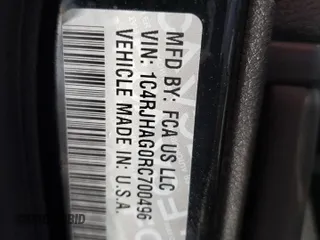 MFD BY: FCA US LLC
VIN: 1C4RJHAG0RC700496
VEHICLE MADE IN: U.S.A.